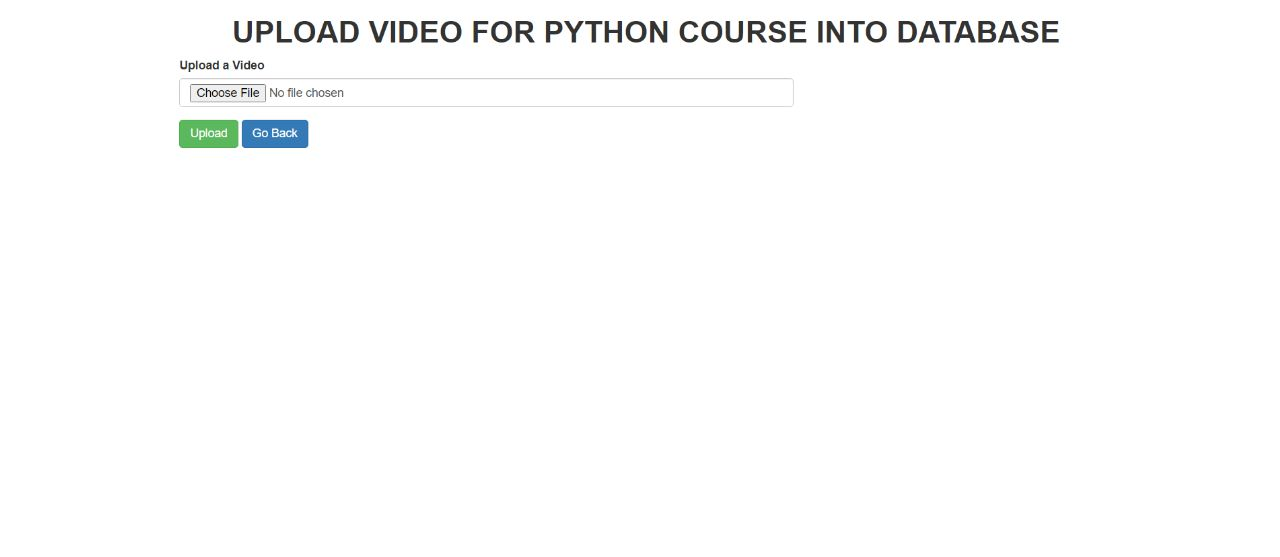 UPLOAD VIDEO FOR PYTHON COURSE INTO DATABASE
Upload a Video
Choose File No file chosen
Upload Go Back